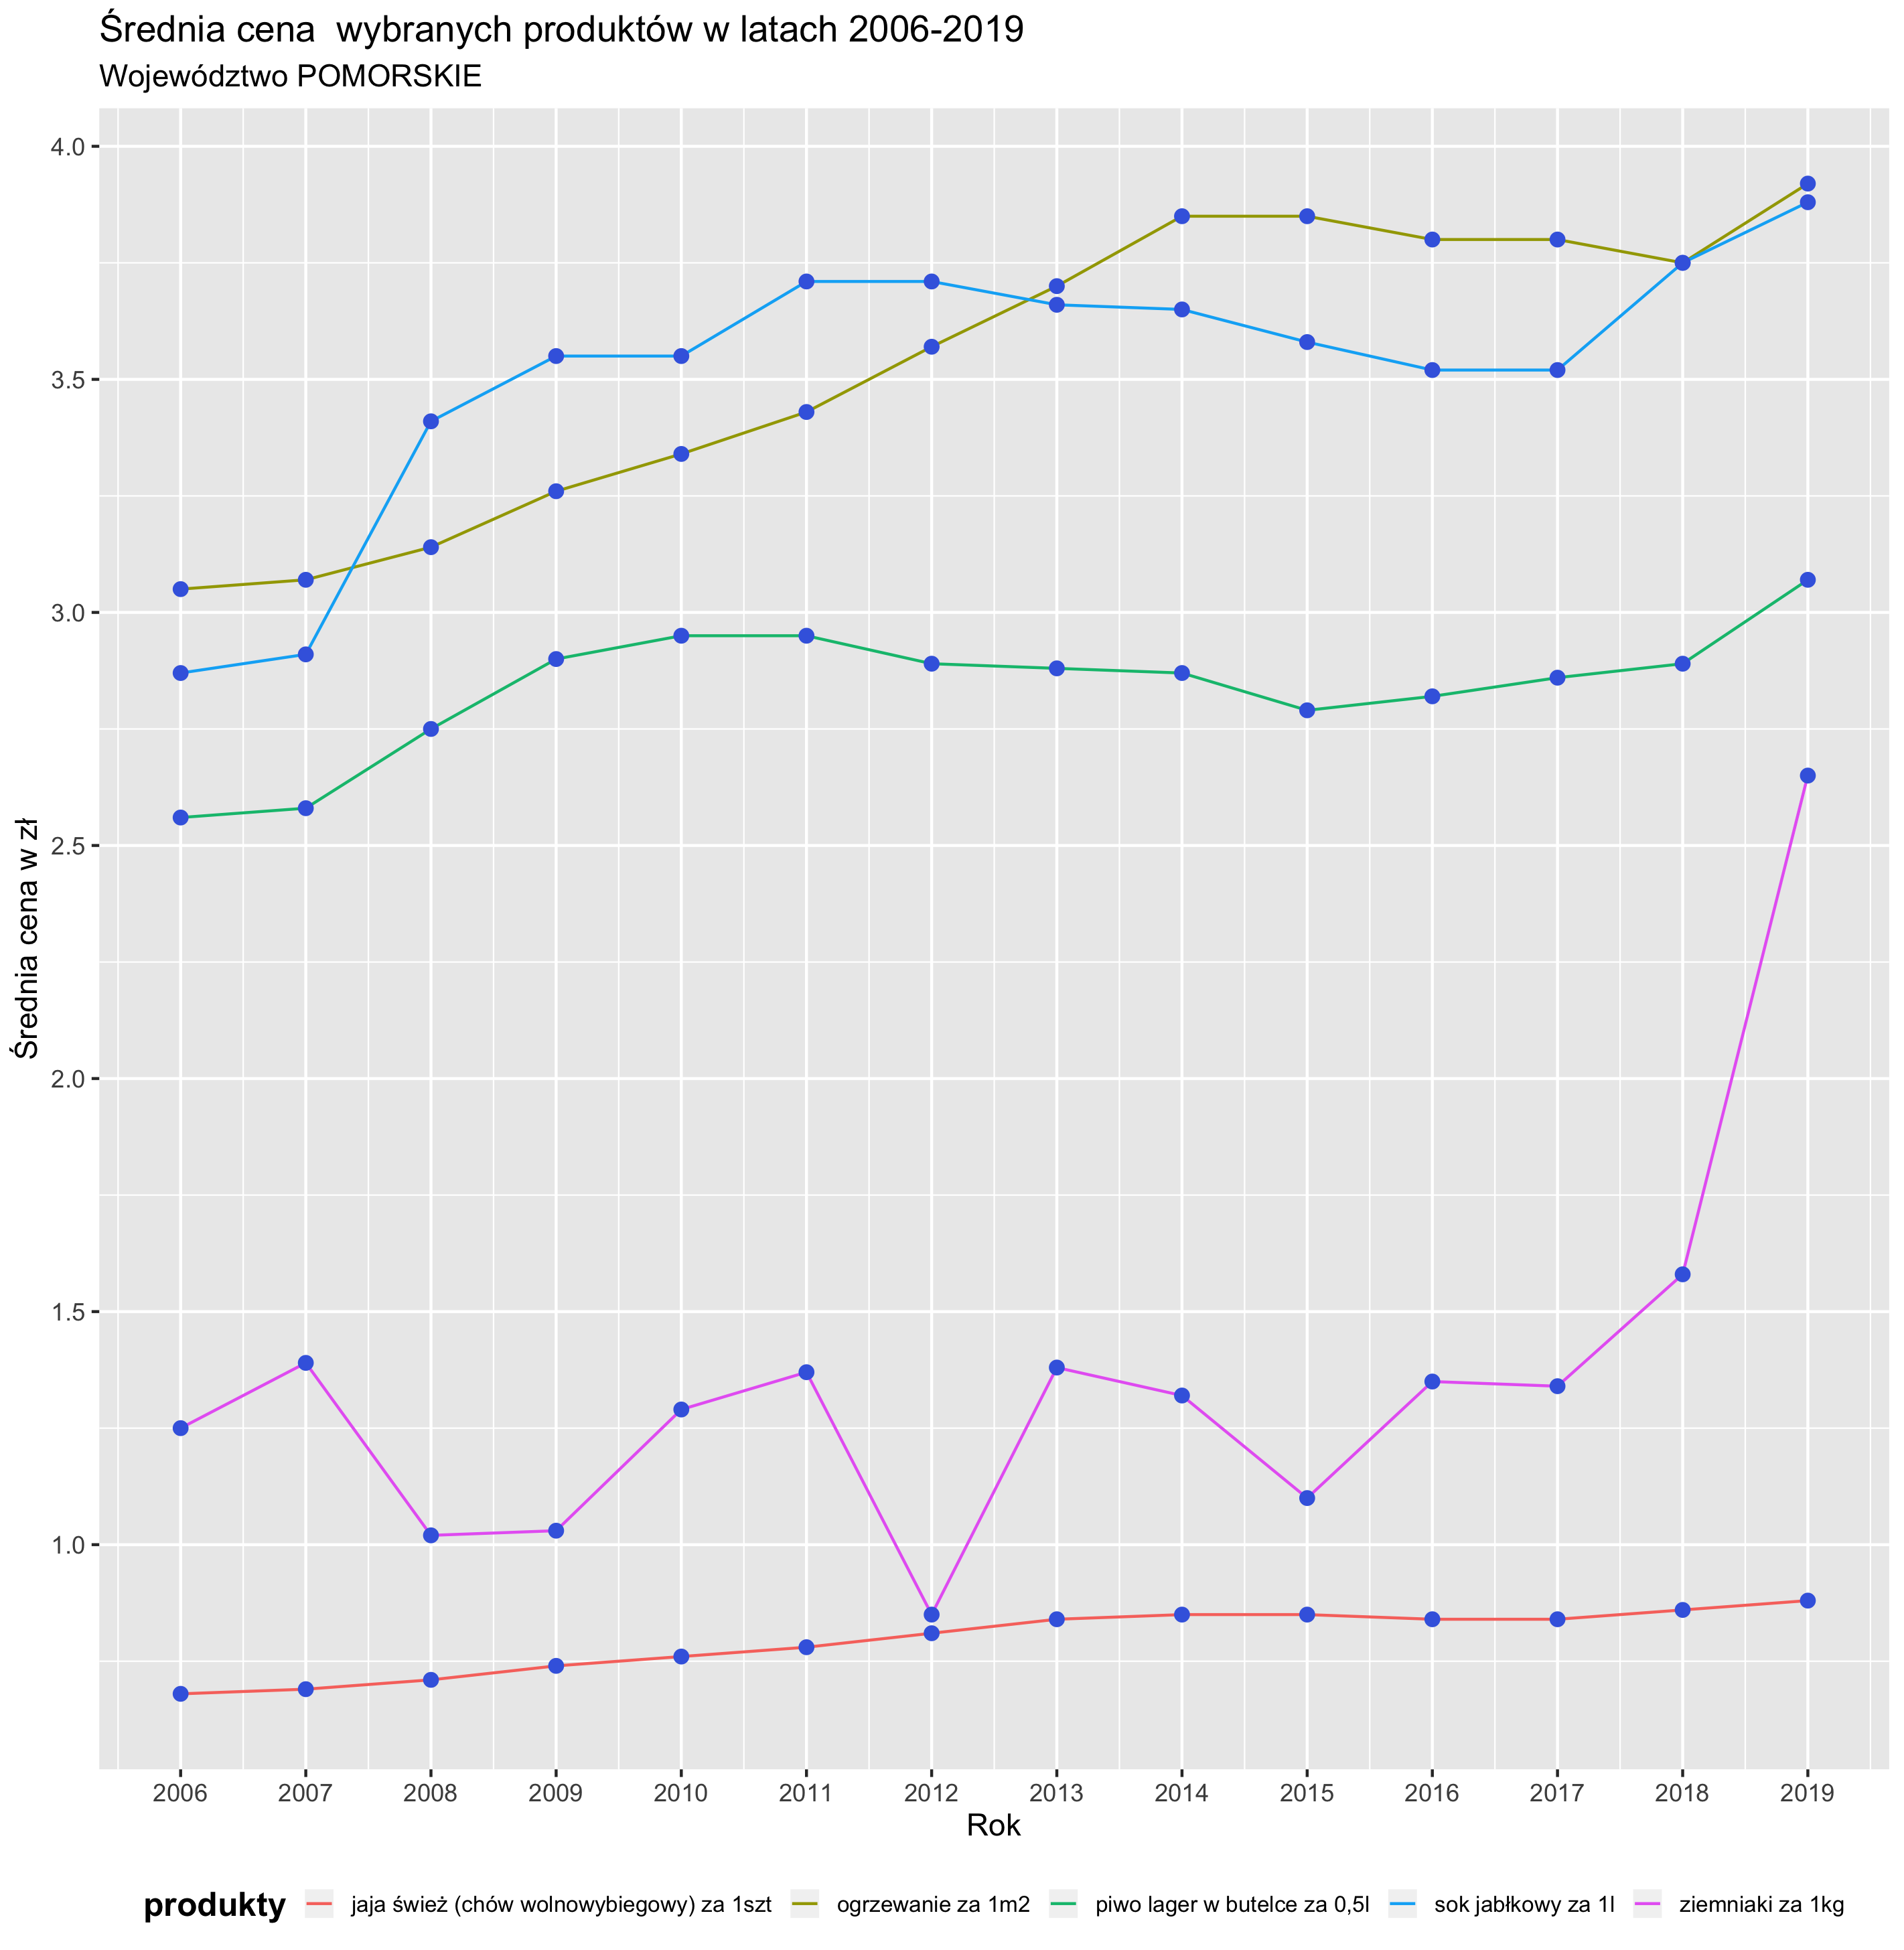 Średnia cena  wybranych produktów w latach 2006-2019
Województwo POMORSKIE
Średnia cena w zł
4.0
3.5
3.0
2.5
2.0
1.5
1.0
2006 2007 2008 2009 2010 2011 2012 2013 2014 2015 2016 2017 2018 2019
Rok
produkty jaja śwież (chów wolnowybiegowy) za 1szt ogrzewanie za 1m2 piwo lager w butelce za 0,5l sok jabłkowy za 1l ziemniaki za 1kg